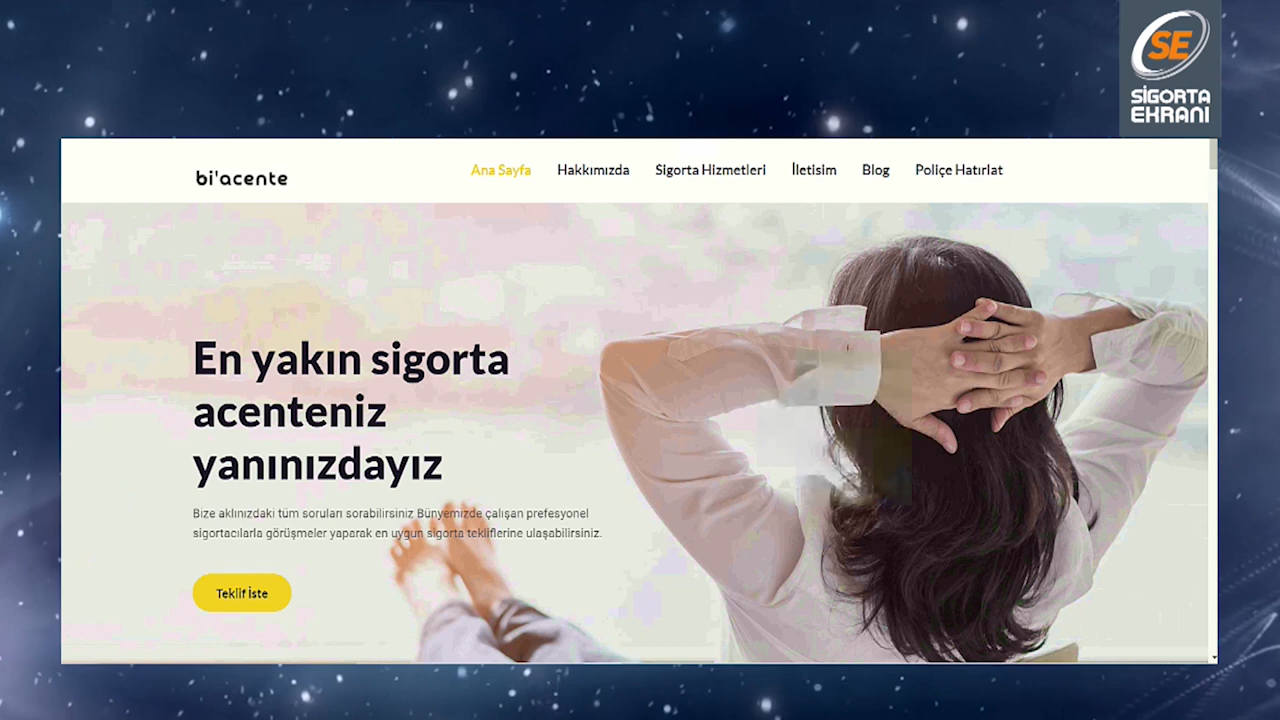 SE
SİGORTA
EKRANI
bi'acente
Ana Sayfa Hakkımızda Sigorta Hizmetleri İletisim Blog Poliçe Hatırlat
En yakın sigorta
acenteniz
yanınızdayız
Bize aklınızdaki tüm soruları sorabilirsiniz Bünyemizde çalışan prefesyonel
sigortacılarla görüşmeler yaparak en uygun sigorta tekliflerine ulaşabilirsiniz.
Teklif İste